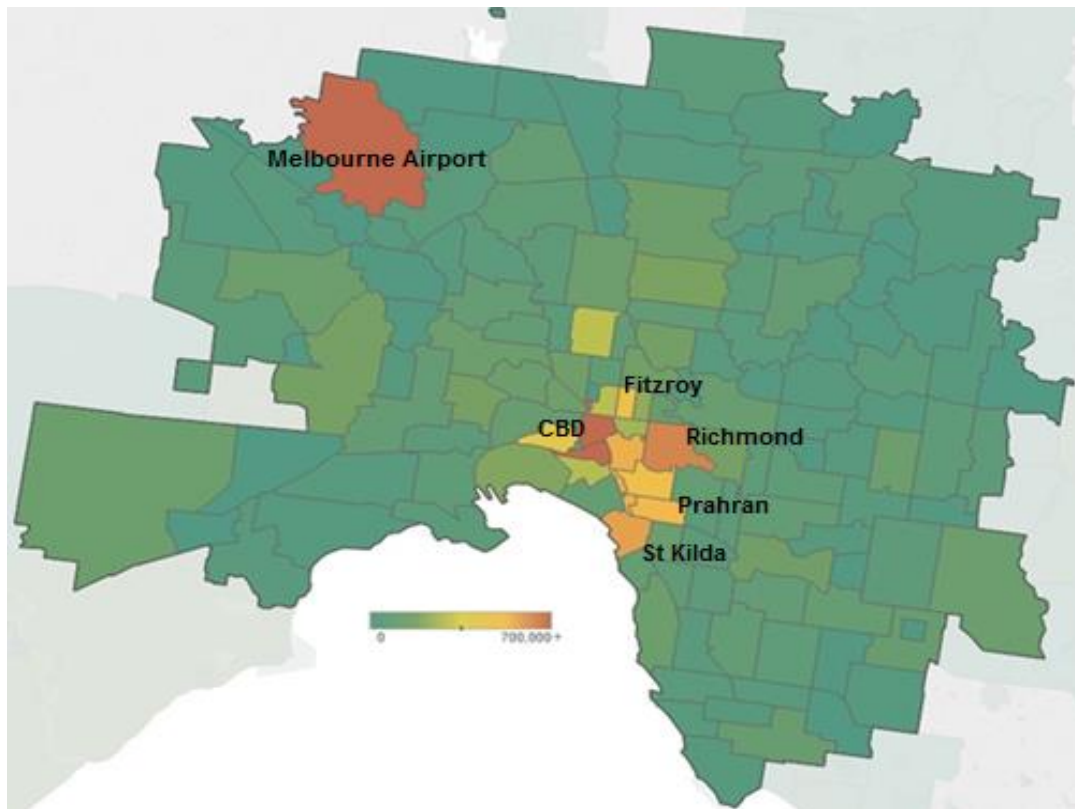 Melbourne Airport
Fitzroy
CBD
Richmond
Prahran
St Kilda
0 700,000+